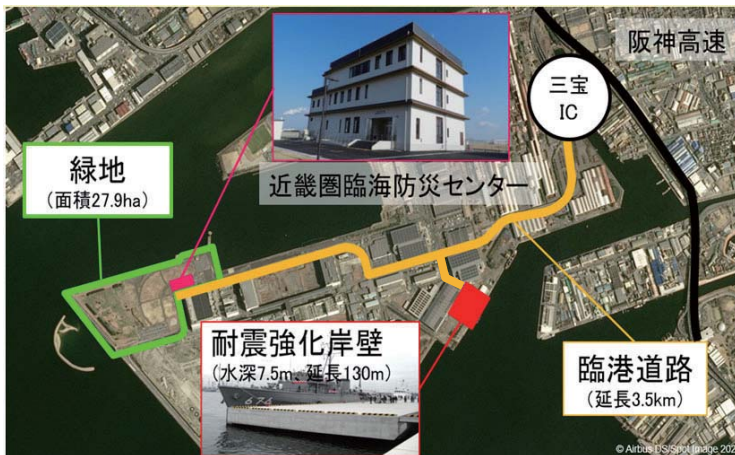 阪神高速
三宝
IC
緑地
(面積27.9ha)
近畿圏臨海防災センター
耐震強化岸壁
(水深7.5m、延長130m)
674
臨港道路
(延長3.5km)
© Airbus DS/Spot Image 202